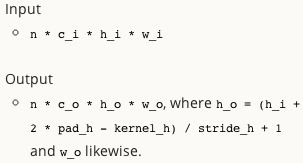 Input
n * c_i * h_i * w_i
Output
n * c_o * h_o * w_o, where h_o = (h_i +
2 * pad_h - kernel_h) / stride_h + 1
and w_o likewise.